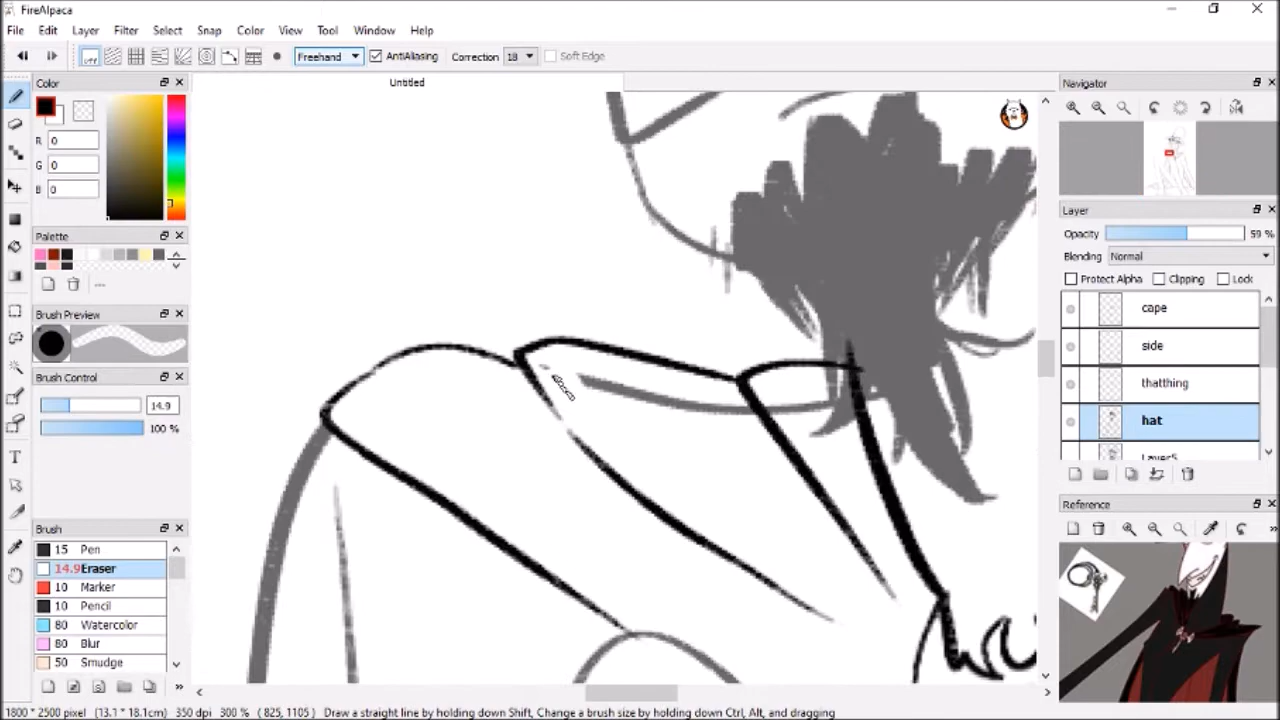 FireAlpaca
File Edit Layer Filter Select Snap Color View Tool Window Help
OFF Freehand AntiAliasing Correction 18 Soft Edge
Untitled
Color
R 0
G 0
B 0
Palette
Brush Preview
Brush Control
14.9
100 %
Brush
15 Pen
14.9 Eraser
10 Marker
10 Pencil
80 Watercolor
80 Blur
50 Smudge
Navigator
Layer
Opacity 59 %
Blending Normal
Protect Alpha Clipping Lock
cape
side
thatthing
hat
Layer5
Reference
1800 * 2500 pixel (13.1 * 18.1cm) 350 dpi 300 % ( 825, 1105) Draw a straight line by holding down Shift, Change a brush size by holding down Ctrl, Alt, and dragging